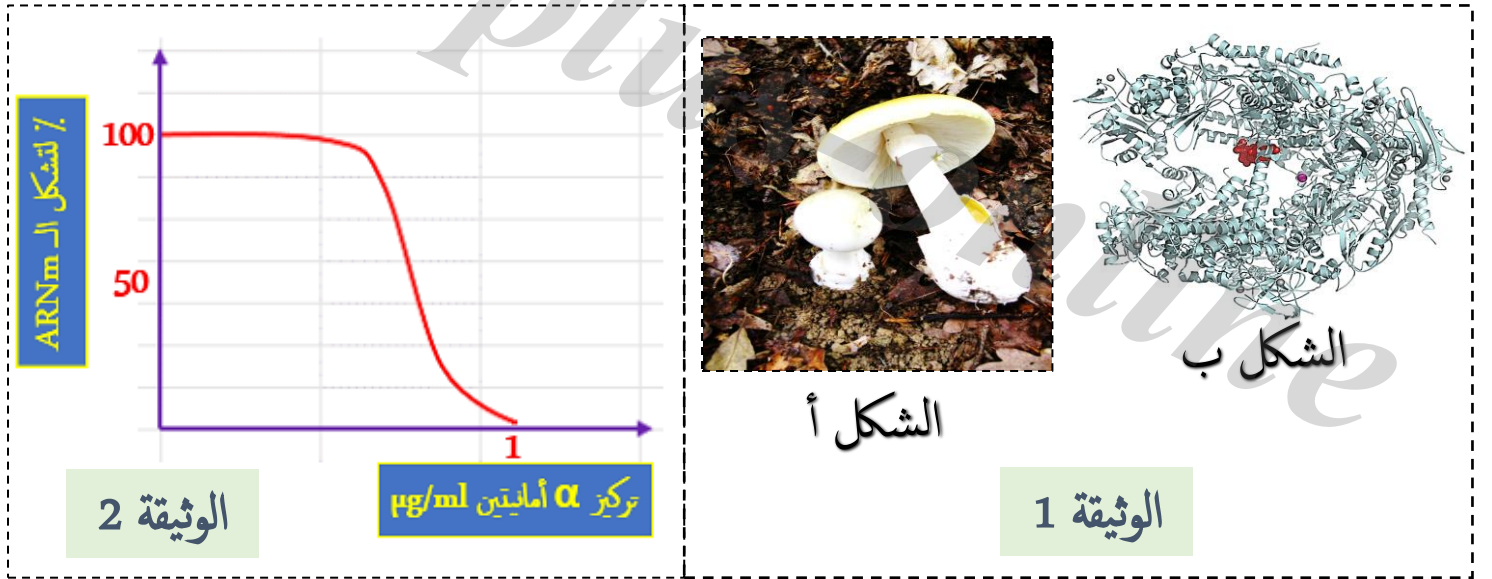 الشكل أ
الشكل ب
الوثيقة 1
% لتشكل الـ ARNm
100
50
1
تركيز α أمانيتين µg/ml
الوثيقة 2